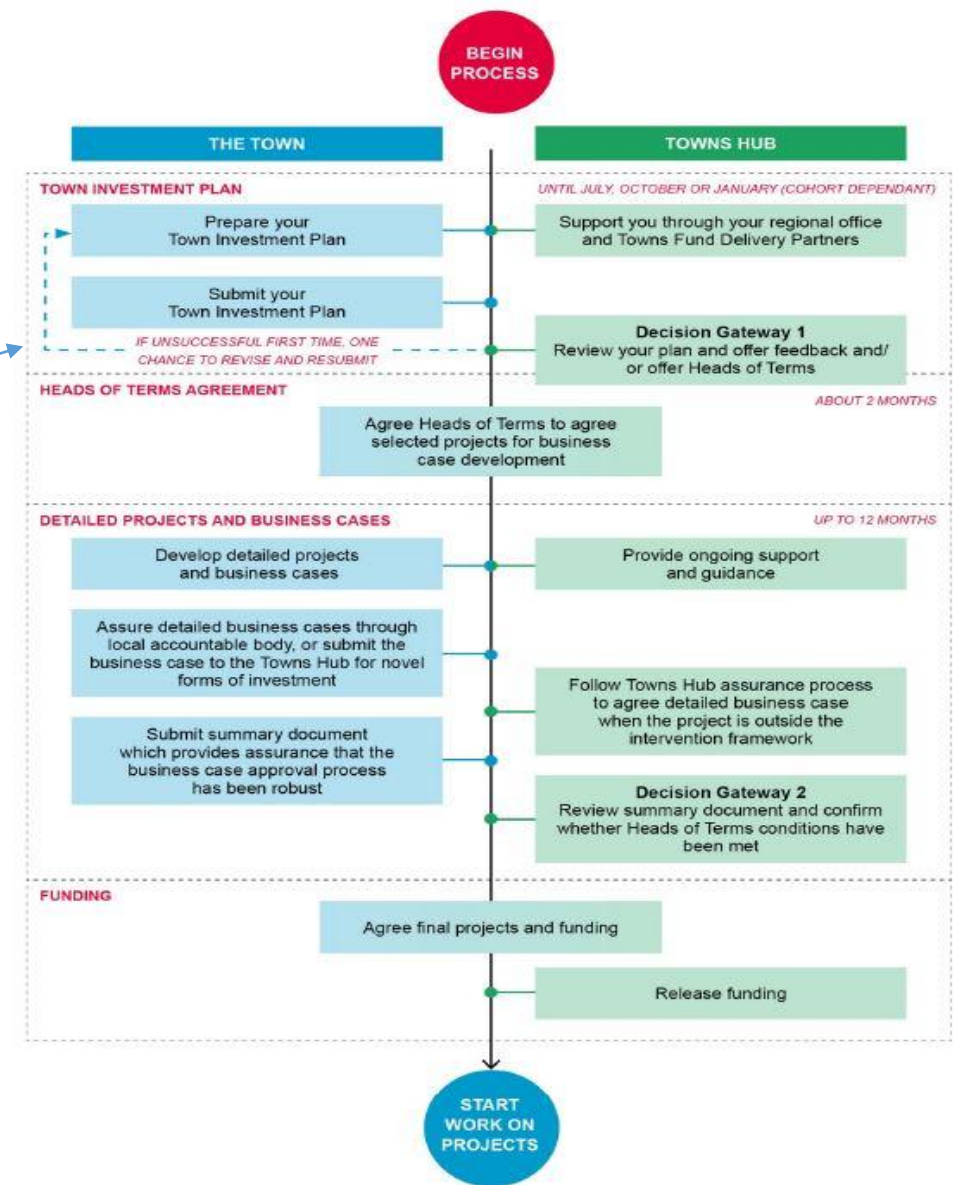 BEGIN
PROCESS
THE TOWN
TOWNS HUB
TOWN INVESTMENT PLAN
UNTIL JULY, OCTOBER OR JANUARY (COHORT DEPENDANT)
Prepare your
Town Investment Plan
Support you through your regional office
and Towns Fund Delivery Partners
Submit your
Town Investment Plan
IF UNSUCCESSFUL FIRST TIME, ONE
CHANCE TO REVISE AND RESUBMIT
Decision Gateway 1
Review your plan and offer feedback and/
or offer Heads of Terms
HEADS OF TERMS AGREEMENT
ABOUT 2 MONTHS
Agree Heads of Terms to agree
selected projects for business
case development
DETAILED PROJECTS AND BUSINESS CASES
UP TO 12 MONTHS
Develop detailed projects
and business cases
Provide ongoing support
and guidance
Assure detailed business cases through
local accountable body, or submit the
business case to the Towns Hub for novel
forms of investment
Follow Towns Hub assurance process
to agree detailed business case
when the project is outside the
intervention framework
Submit summary document
which provides assurance that the
business case approval process
has been robust
Decision Gateway 2
Review summary document and confirm
whether Heads of Terms conditions have
been met
FUNDING
Agree final projects and funding
Release funding
START
WORK ON
PROJECTS